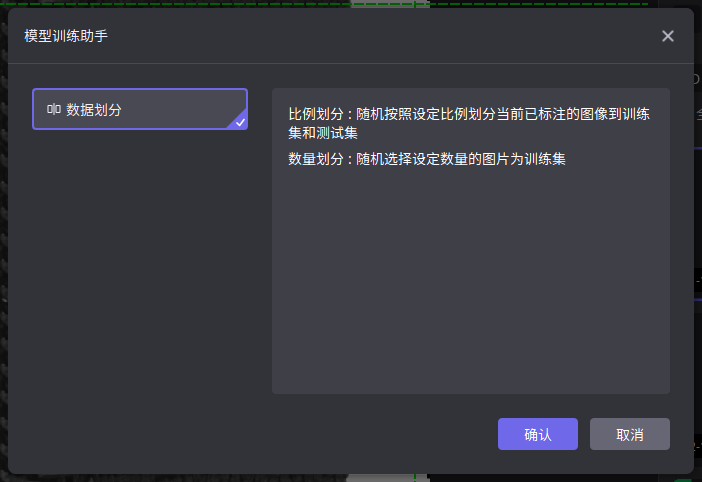 模型训练助手
数据划分
比例划分：随机按照设定比例划分当前已标注的图像到训练
集和测试集
数量划分：随机选择设定数量的图片为训练集
确认
取消